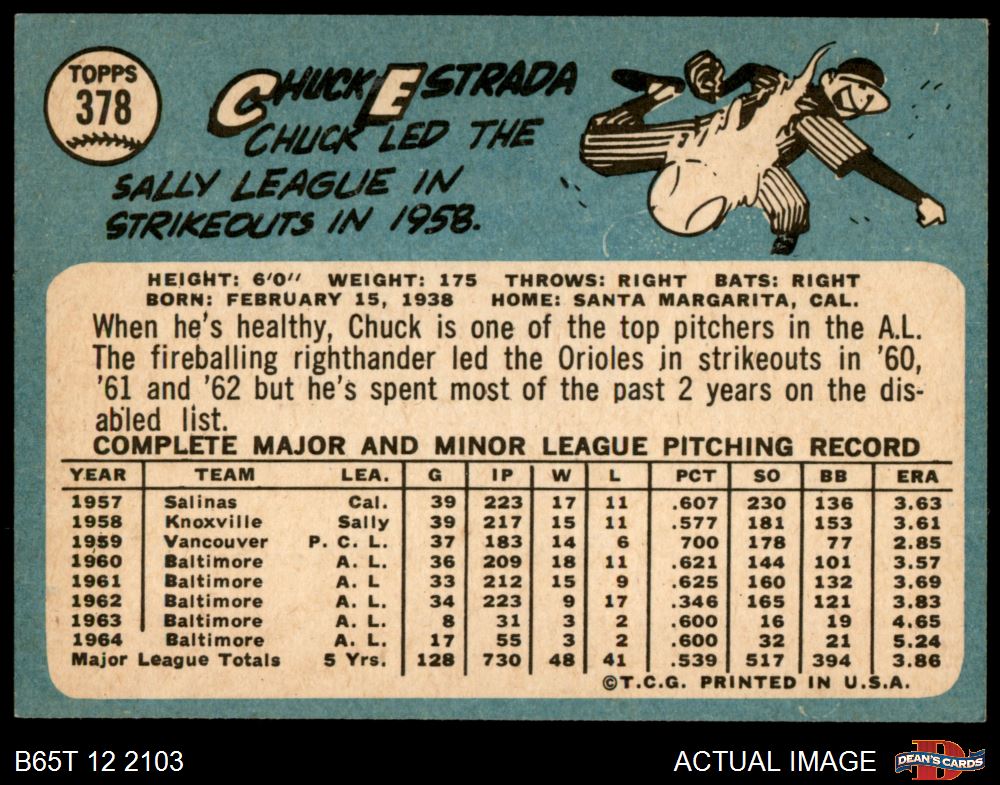 TOPPS
378
CHUCK ESTRADA
CHUCK LED THE
SALLY LEAGUE IN
STRIKEOUTS IN 1958.
HEIGHT: 6'0" WEIGHT: 175 THROWS: RIGHT BATS: RIGHT
BORN: FEBRUARY 15, 1938 HOME: SANTA MARGARITA, CAL.
When he's healthy, Chuck is one of the top pitchers in the A.L.
The fireballing righthander led the Orioles in strikeouts in '60,
'61 and '62 but he's spent most of the past 2 years on the dis-
abled list.
COMPLETE MAJOR AND MINOR LEAGUE PITCHING RECORD
YEAR TEAM LEA. G IP W L PCT SO BB ERA
1957 Salinas Cal. 39 223 17 11 .607 230 136 3.63
1958 Knoxville Sally 39 217 15 11 .577 181 153 3.61
1959 Vancouver P. C. L. 37 183 14 6 700 178 77 2.85
1960 Baltimore A. L. 36 209 18 11 .621 144 101 3.57
1961 Baltimore A. L 33 212 15 9 .625 160 132 3.69
1962 Baltimore A. L. 34 223 9 17 .346 165 121 3.83
1963 Baltimore A. L. 8 31 3 2 .600 16 19 4.65
1964 Baltimore A. L. 17 55 3 2 .600 32 21 5.24
Major League Totals 5 Yrs. 128 730 48 41 .539 517 394 3.86
©T.C.G. PRINTED IN U.S.A.
B65T 12 2103 ACTUAL IMAGE DEAN'S CARDS